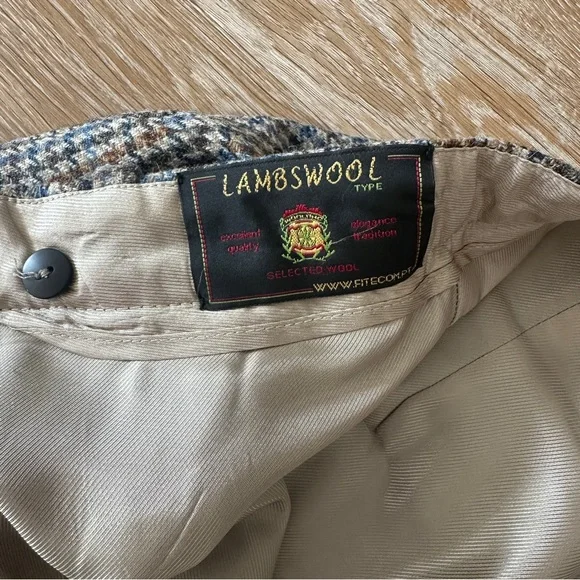 LAMBSWOOL
TYPE
excellent elegance
quality tradition
SELECTED WOOL
WWW.FITECOM.PT